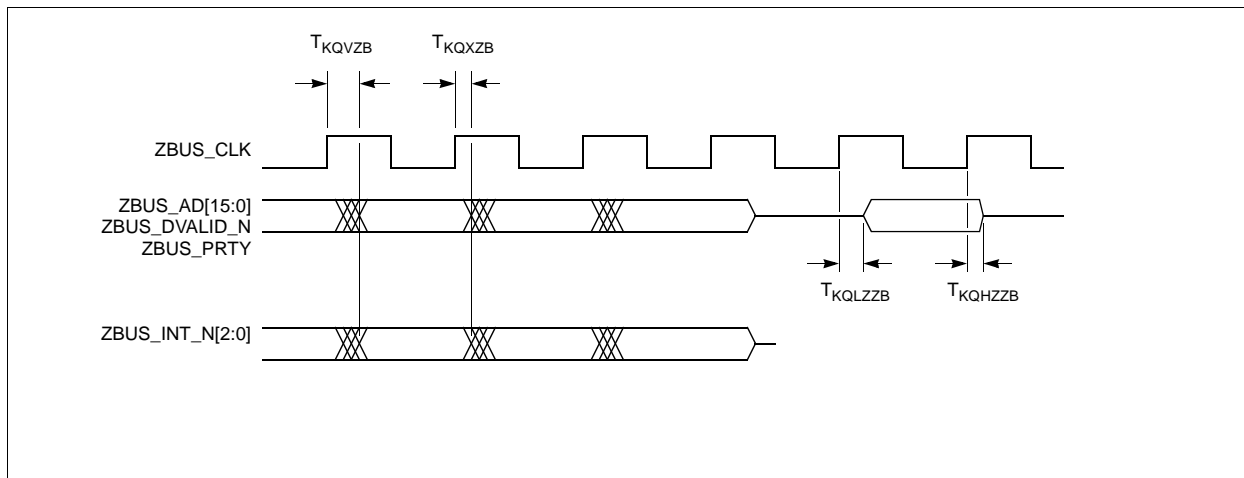 TKQVZB
TKQXZB
ZBUS_CLK
ZBUS_AD[15:0]
ZBUS_DVALID_N
ZBUS_PRTY
TKQLZZB
TKQHZZB
ZBUS_INT_N[2:0]